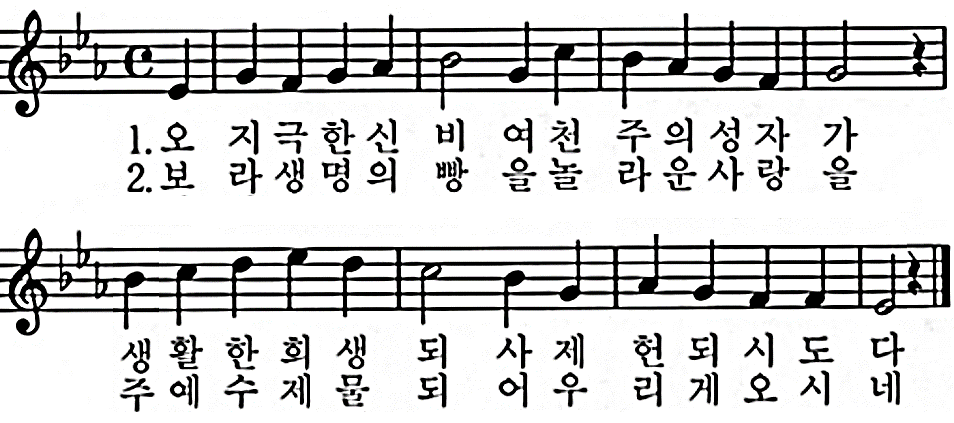 1. 오 지 극 한 신 비 여 천 주 의 성 자 가
2. 보 라 생 명 의 빵 을 놀 라 운 사 랑 을
생 활 한 희 생 되 사 제 헌 되 시 도 다
주 예 수 제 물 되 어 우 리 게 오 시 네